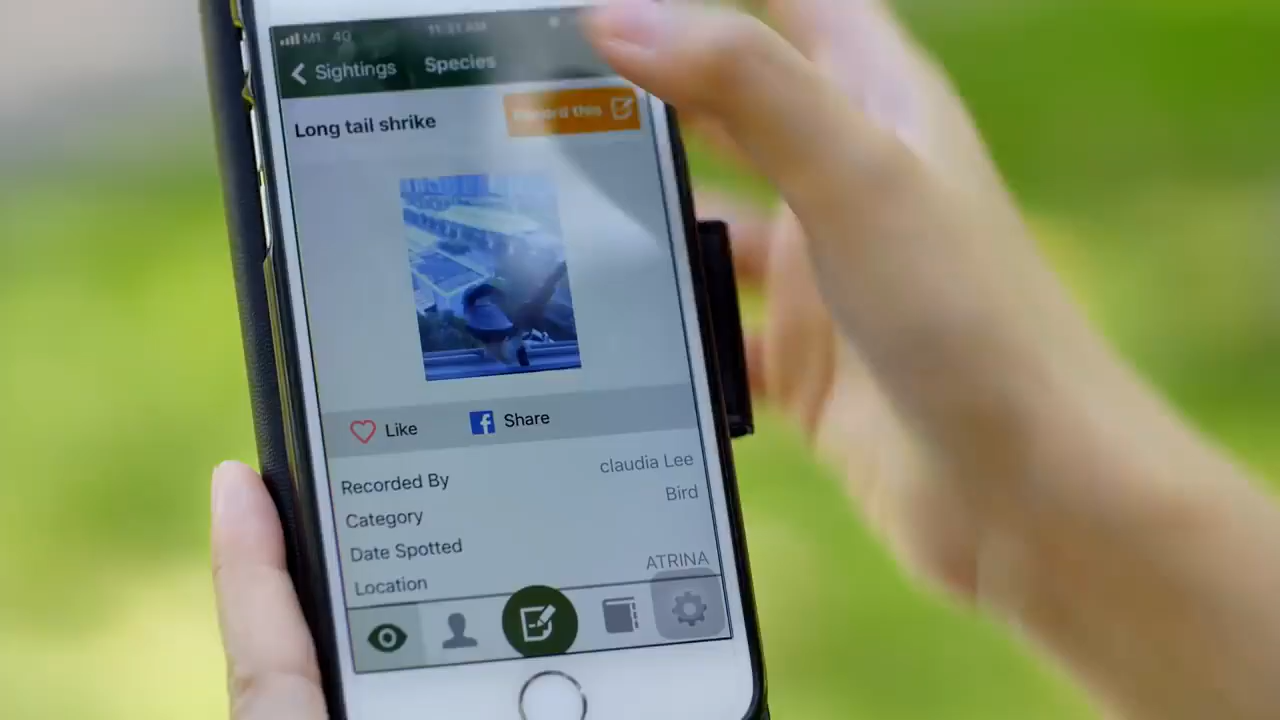 M1 4G 11:31 AM
Sightings Species
Long tail shrike Record this
Like Share
Recorded By claudia Lee
Category Bird
Date Spotted
Location ATRINA